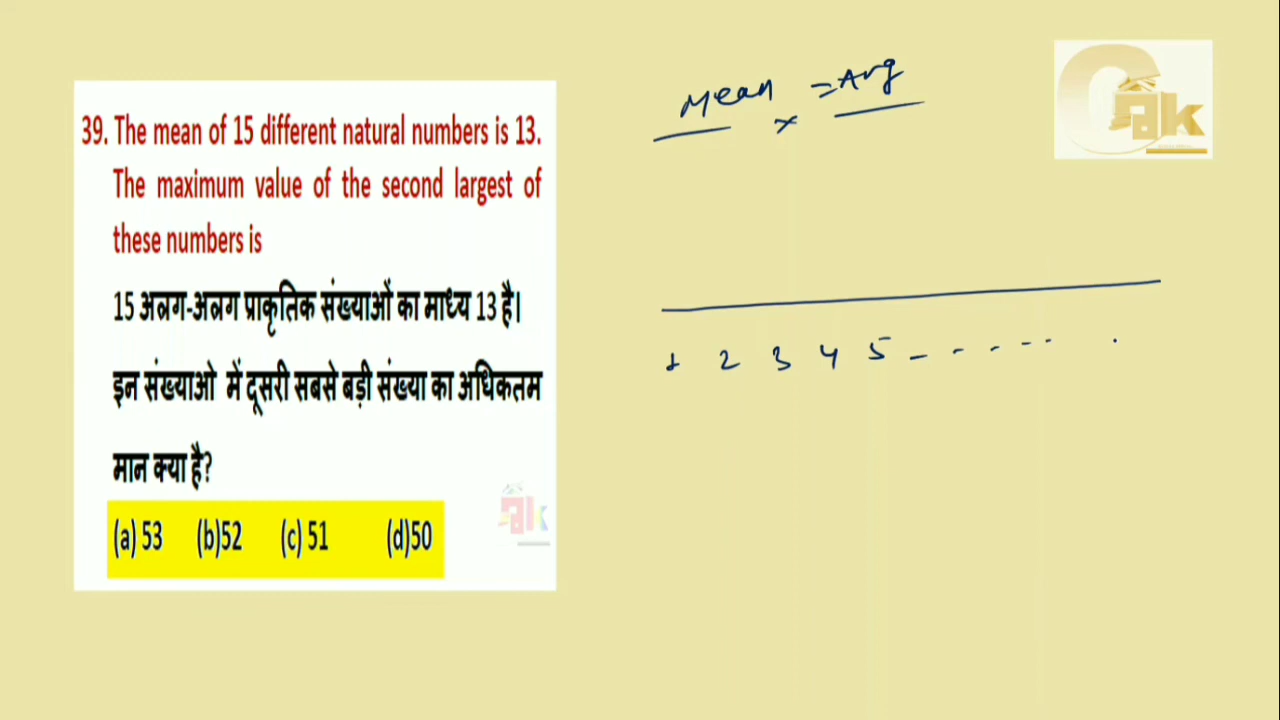 39. The mean of 15 different natural numbers is 13.
The maximum value of the second largest of
these numbers is
15 अलग-अलग प्राकृतिक संख्याओं का माध्य 13 है।
इन संख्याओ में दूसरी सबसे बड़ी संख्या का अधिकतम
मान क्या है?
(a) 53 (b)52 (c) 51 (d)50
Mean = Avg
×
1 2 3 4 5 - - - - - .